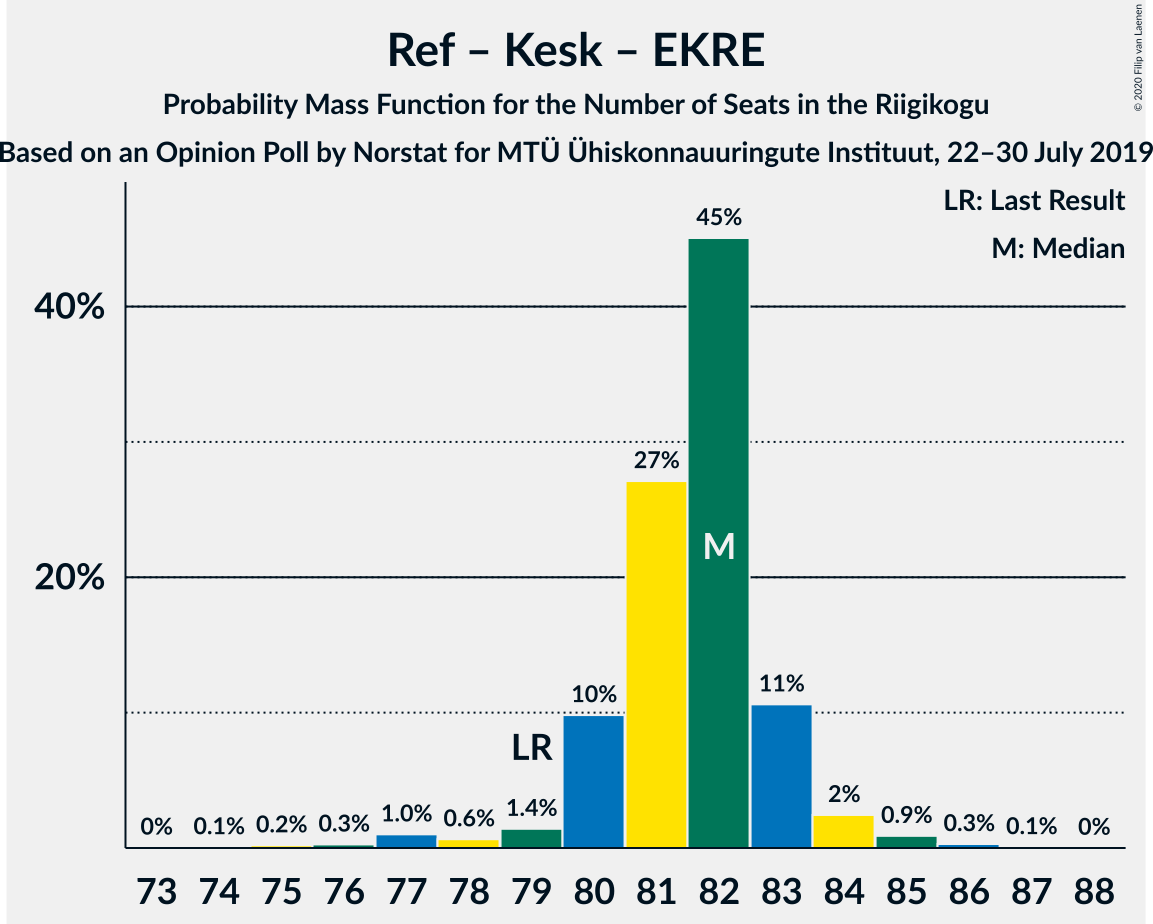 Ref – Kesk – EKRE
Probability Mass Function for the Number of Seats in the Riigikogu
Based on an Opinion Poll by Norstat for MTÜ Ühiskonnauuringute Instituut, 22–30 July 2019
© 2020 Filip van Laenen
LR: Last Result
M: Median
45%
40%
27%
M
20%
11%
10%
LR
0% 0.1% 0.2% 0.3% 1.0% 0.6% 1.4% 2% 0.9% 0.3% 0.1% 0%
73 74 75 76 77 78 79 80 81 82 83 84 85 86 87 88